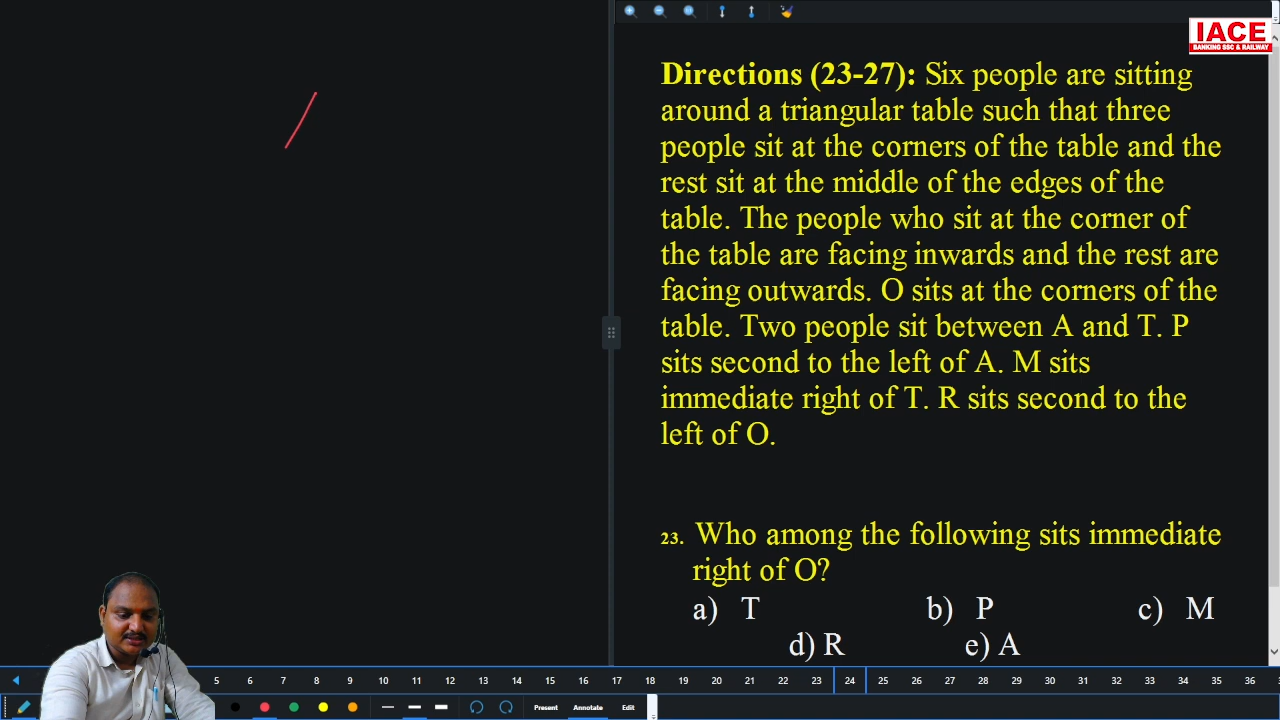 IACE
BANKING SSC & RAILWAY
Directions (23-27): Six people are sitting
around a triangular table such that three
people sit at the corners of the table and the
rest sit at the middle of the edges of the
table. The people who sit at the corner of
the table are facing inwards and the rest are
facing outwards. O sits at the corners of the
table. Two people sit between A and T. P
sits second to the left of A. M sits
immediate right of T. R sits second to the
left of O.
23. Who among the following sits immediate
right of O?
a) T b) P c) M
d) R e) A
5 6 7 8 9 10 11 12 13 14 15 16 17 18 19 20 21 22 23 24 25 26 27 28 29 30 31 32 33 34 35 36
Present Annotate Edit